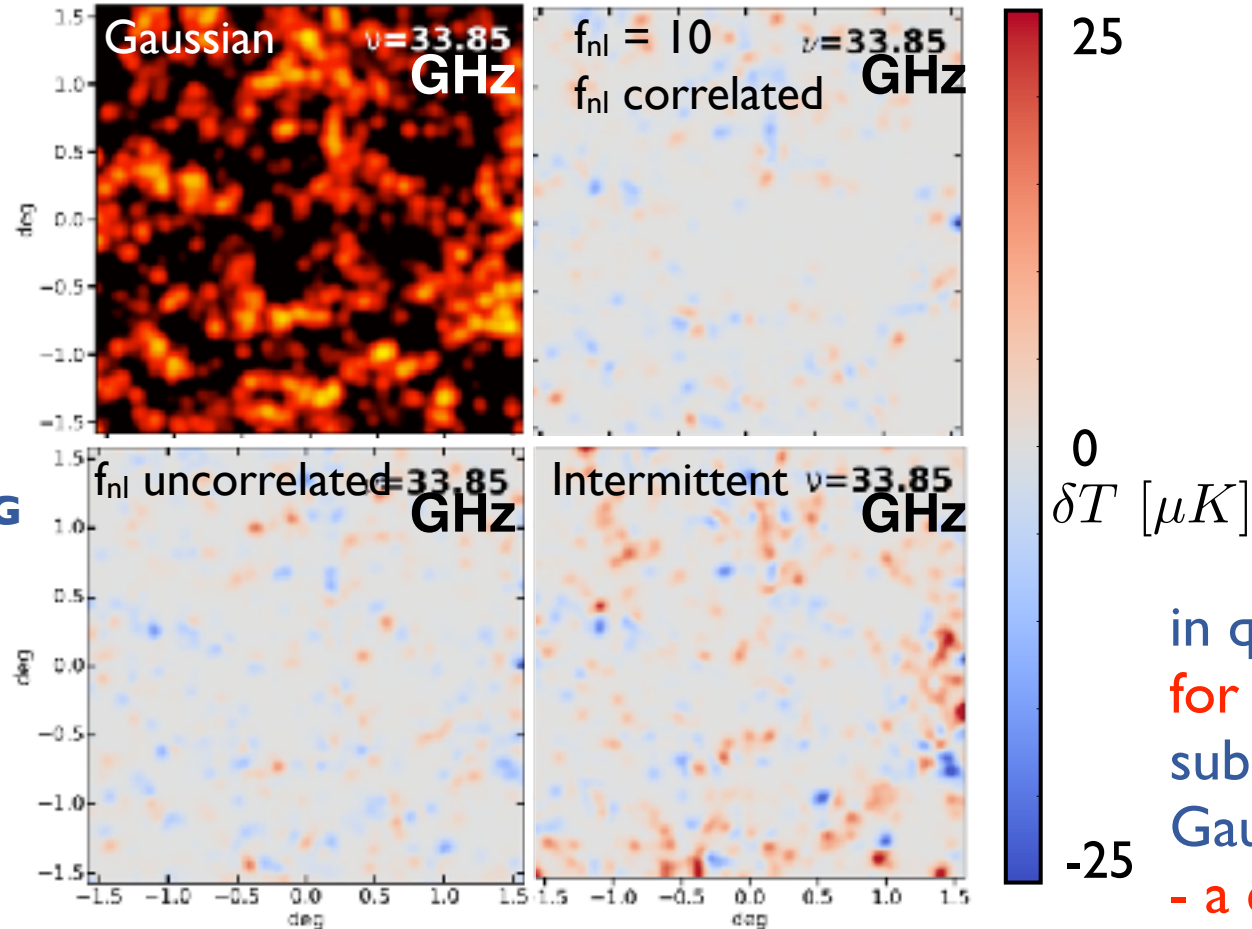 Gaussian ν=33.85
GHz
1.5
1.0
0.5
0.0
−0.5
−1.0
−1.5
deg
fnl = 10 ν=33.85
GHz
fnl correlated
fnl uncorrelated =33.85
GHz
1.5
1.0
0.5
0.0
−0.5
−1.0
−1.5
deg
−1.5 −1.0 −0.5 0.0 0.5 1.0 1.5
deg
Intermittent ν=33.85
GHz
−1.5 −1.0 −0.5 0.0 0.5 1.0 1.5
deg
25
0
δT [μK]
-25
G
in
for
sub
Gau
- a